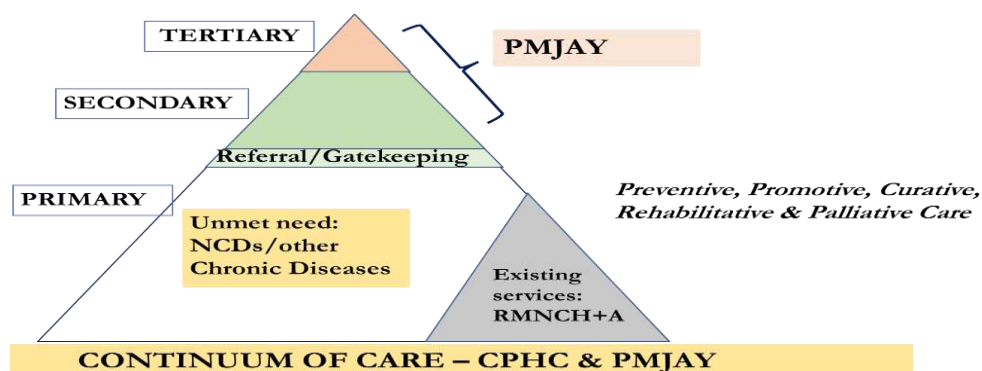 TERTIARY
PMJAY
SECONDARY
Referral/Gatekeeping
PRIMARY
Preventive, Promotive, Curative,
Rehabilitative & Palliative Care
Unmet need:
NCDs/other
Chronic Diseases
Existing
services:
RMNCH+A
CONTINUUM OF CARE – CPHC & PMJAY